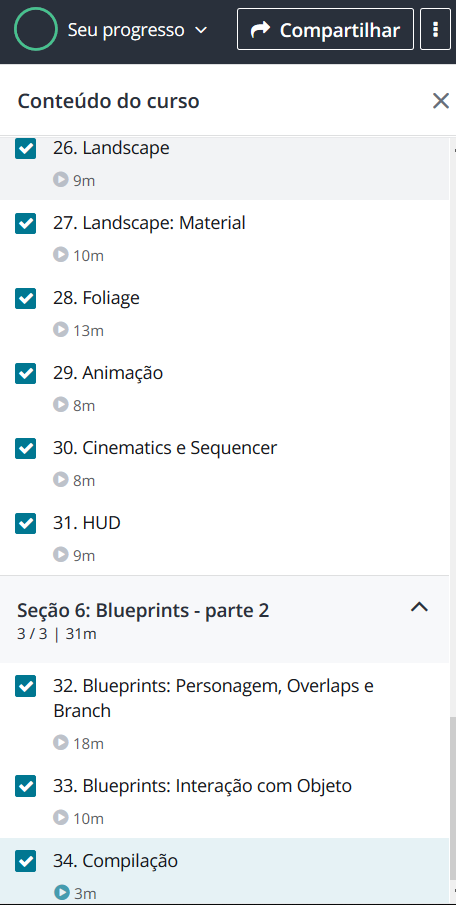 Seu progresso
Compartilhar
Conteúdo do curso
26. Landscape
9m
27. Landscape: Material
10m
28. Foliage
13m
29. Animação
8m
30. Cinematics e Sequencer
8m
31. HUD
9m
Seção 6: Blueprints - parte 2
3 / 3 | 31m
32. Blueprints: Personagem, Overlaps e
Branch
18m
33. Blueprints: Interação com Objeto
10m
34. Compilação
3m